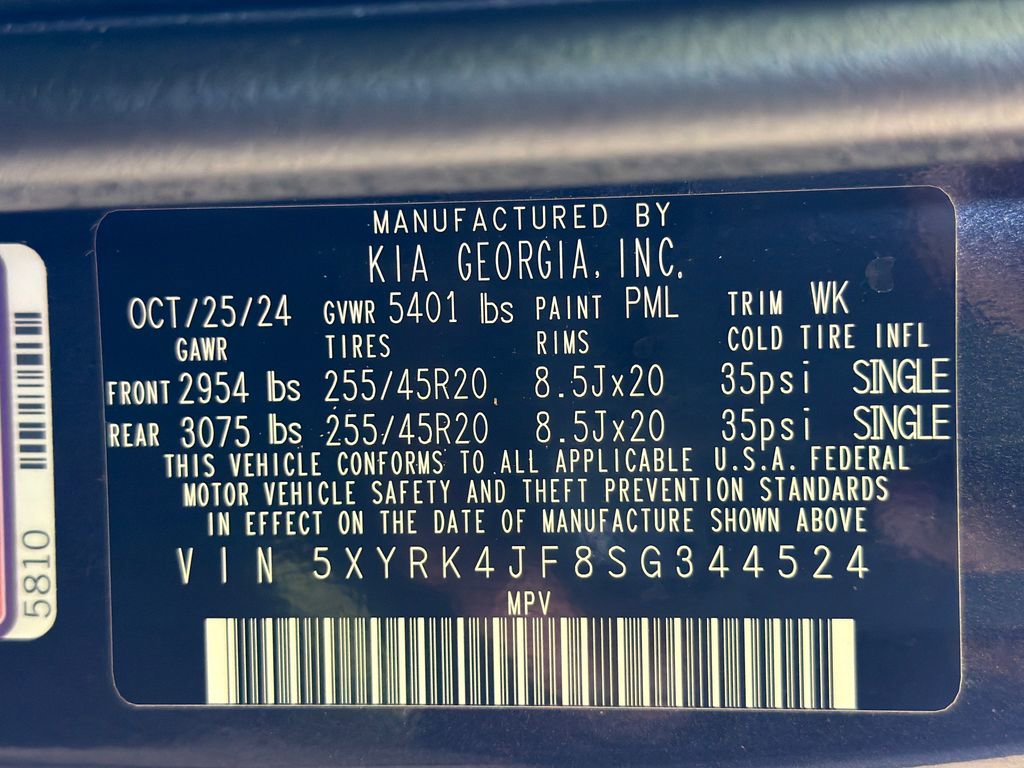 MANUFACTURED BY
KIA GEORGIA, INC.
OCT/25/24 GVWR 5401 lbs PAINT PML TRIM WK
GAWR TIRES RIMS COLD TIRE INFL
FRONT 2954 lbs 255/45R20 8.5Jx20 35psi SINGLE
REAR 3075 lbs 255/45R20 8.5Jx20 35psi SINGLE
THIS VEHICLE CONFORMS TO ALL APPLICABLE U.S.A. FEDERAL
MOTOR VEHICLE SAFETY AND THEFT PREVENTION STANDARDS
IN EFFECT ON THE DATE OF MANUFACTURE SHOWN ABOVE
VIN 5XYRK4JF8SG344524
MPV
5810